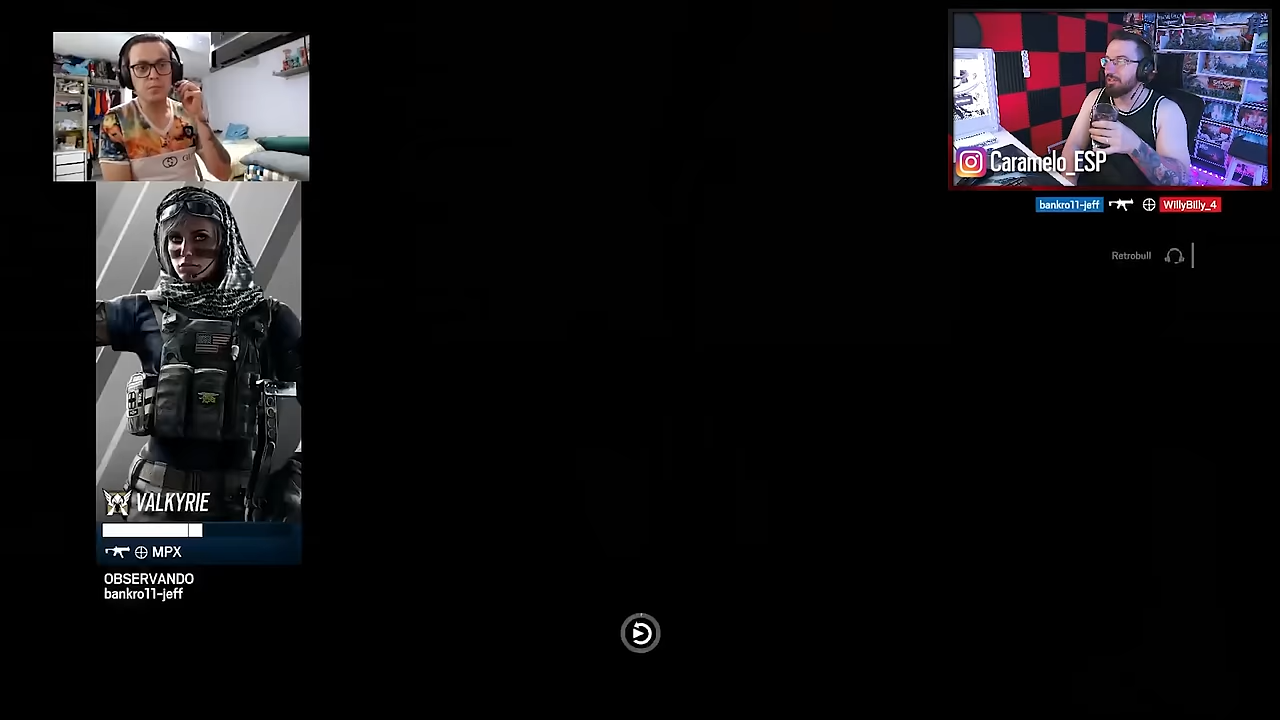 Caramelo_ESP
bankro11-jeff WillyBilly_4
Retrobull
VALKYRIE
MPX
OBSERVANDO
bankro11-jeff